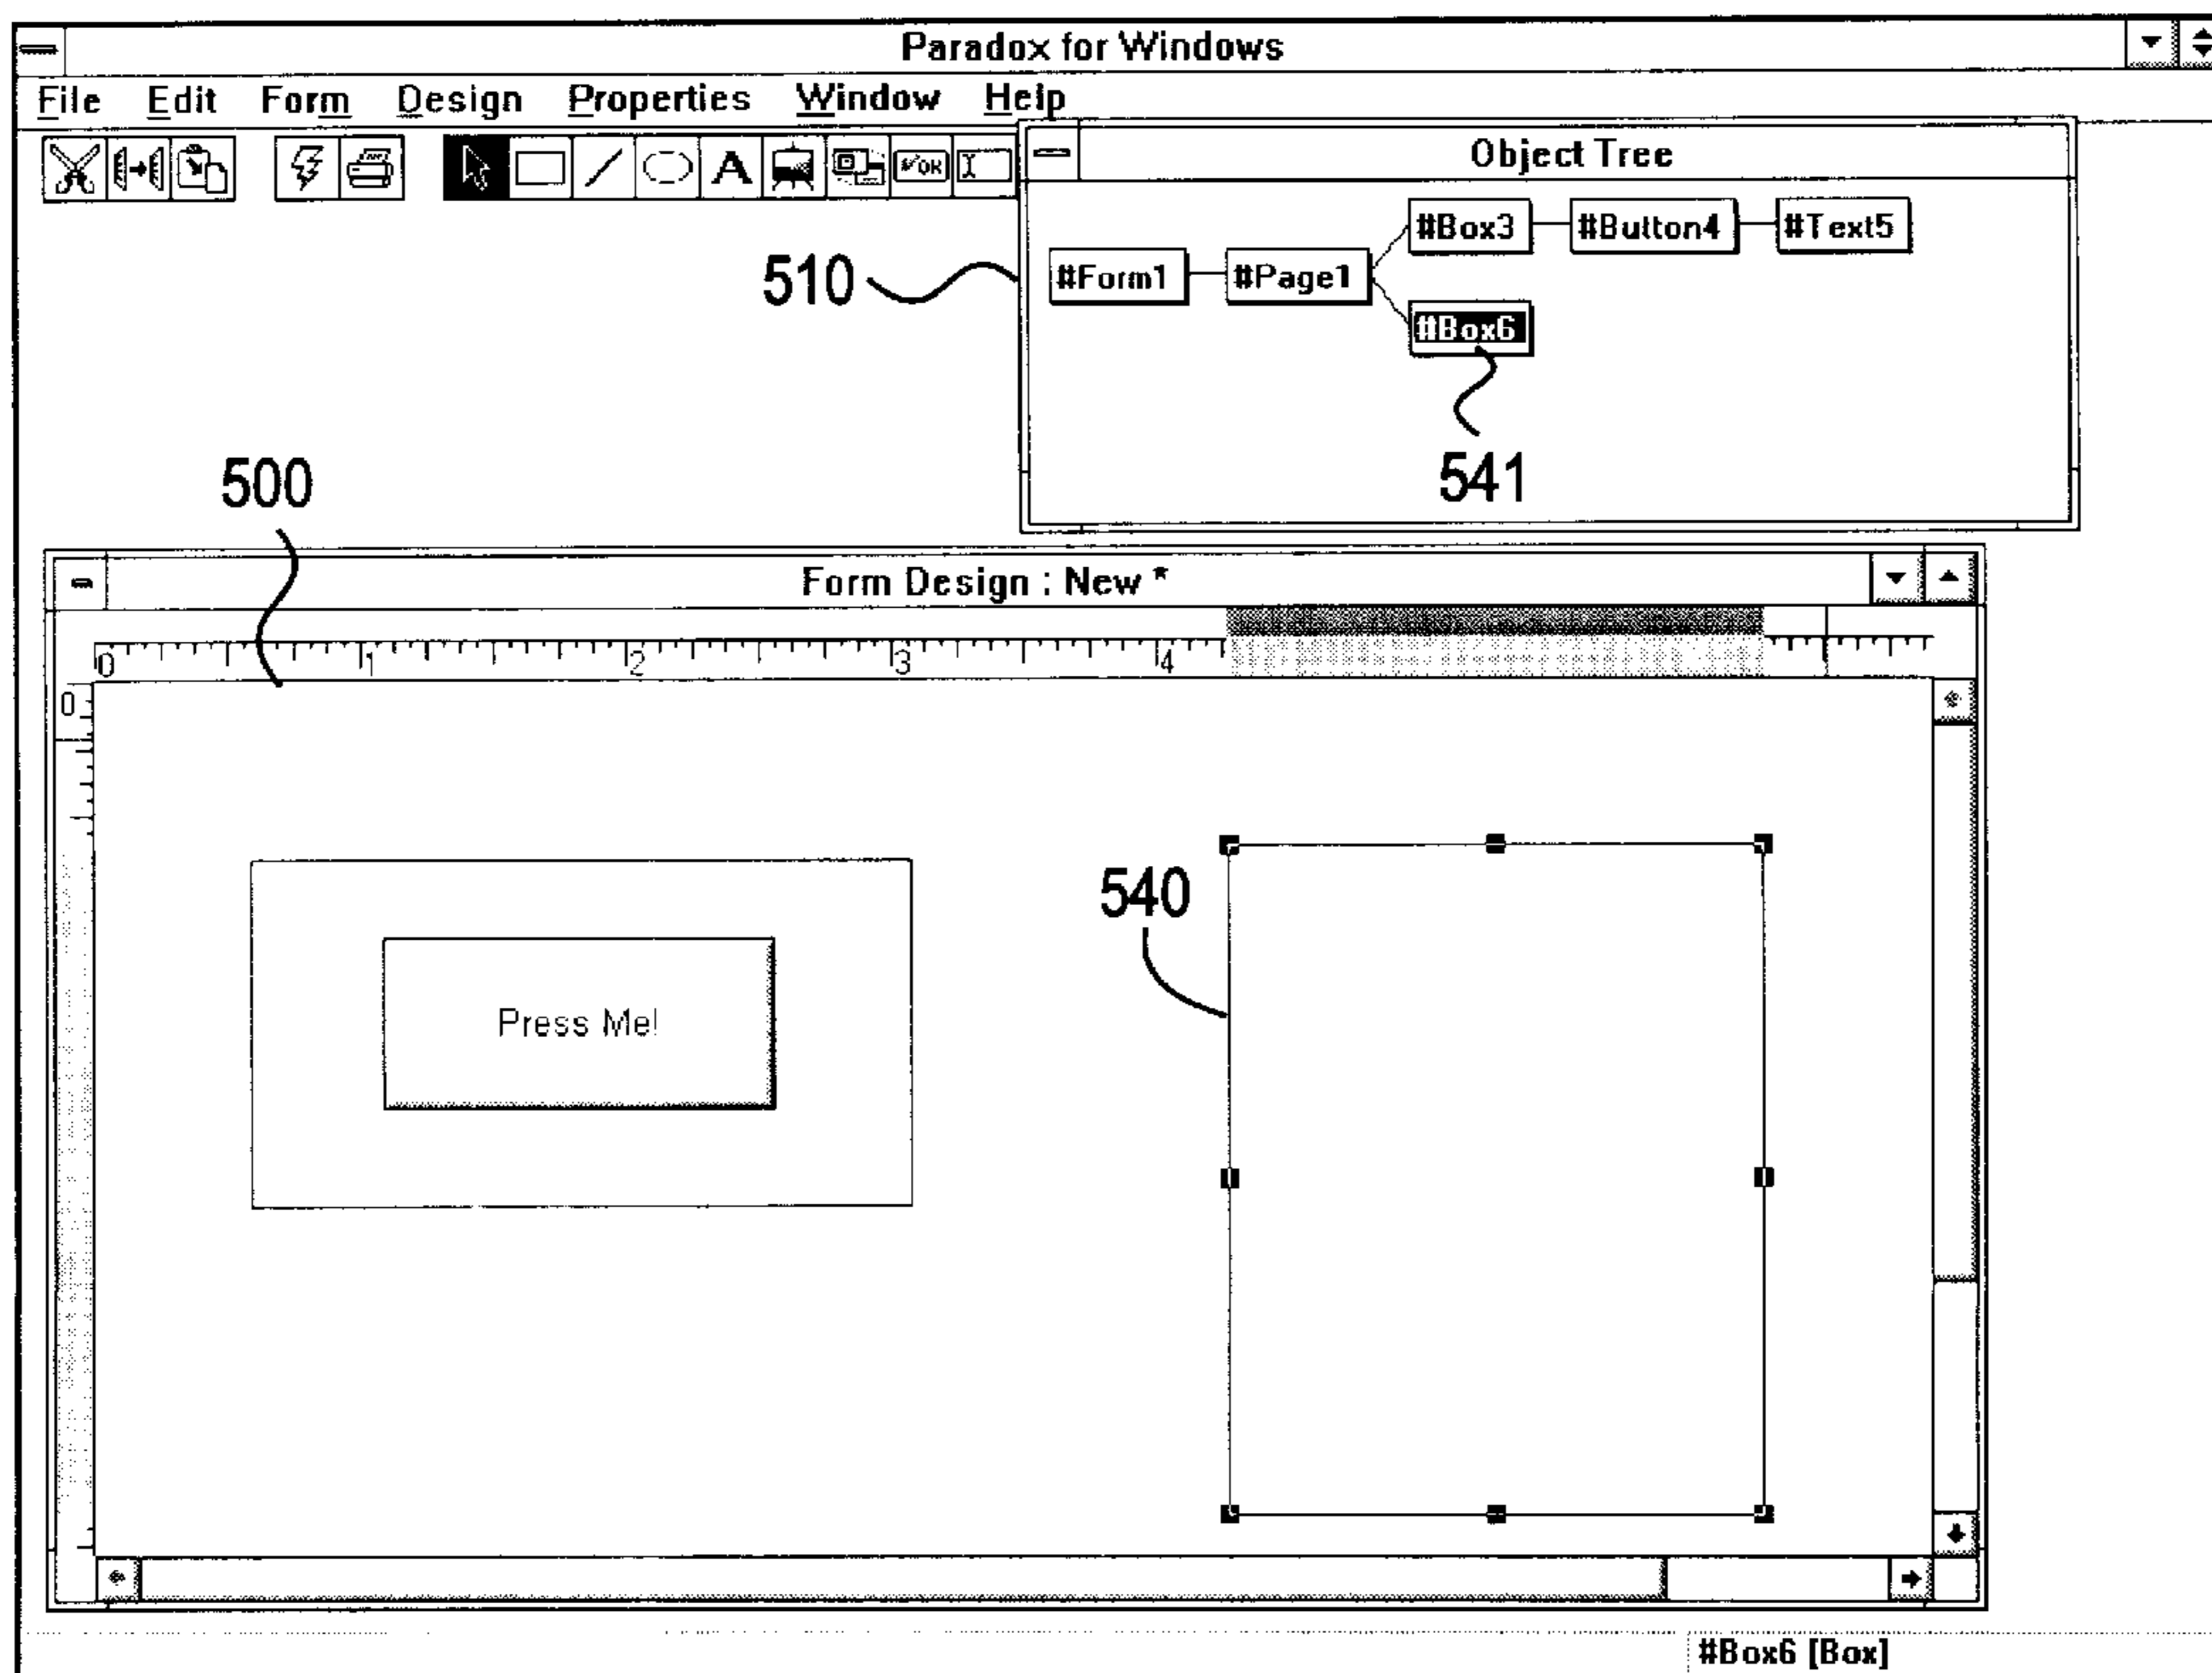 Paradox for Windows
File Edit Form Design Properties Window Help
A OK I
Object Tree
#Box3 #Button4 #Text5
#Form1 #Page1
#Box6
510
541
500
Form Design : New *
0 1 2 3 4
0
540
Press Me!
#Box6 [Box]